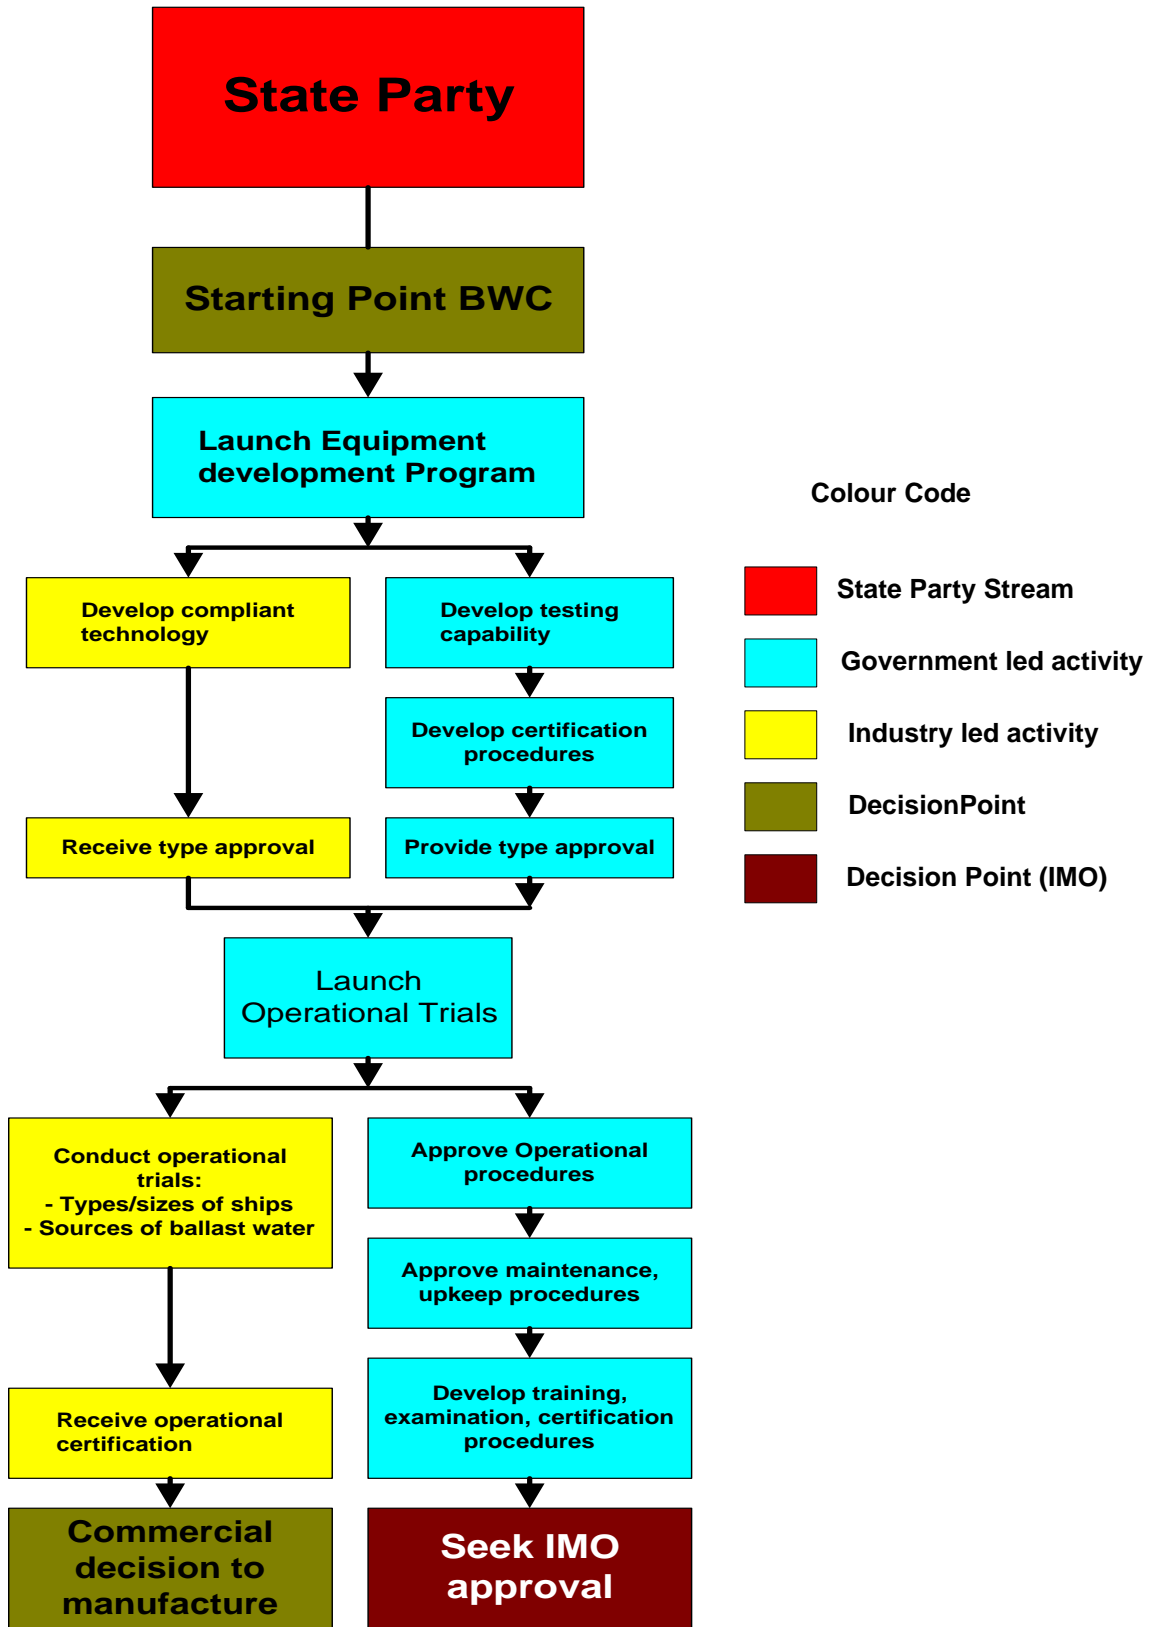 State Party
Starting Point BWC
Launch Equipment
development Program
Colour Code
State Party Stream
Government led activity
Industry led activity
DecisionPoint
Decision Point (IMO)
Develop compliant
technology
Develop testing
capability
Develop certification
procedures
Receive type approval
Provide type approval
Launch
Operational Trials
Conduct operational
trials:
- Types/sizes of ships
- Sources of ballast water
Approve Operational
procedures
Approve maintenance,
upkeep procedures
Receive operational
certification
Develop training,
examination, certification
procedures
Commercial
decision to
manufacture
Seek IMO
approval